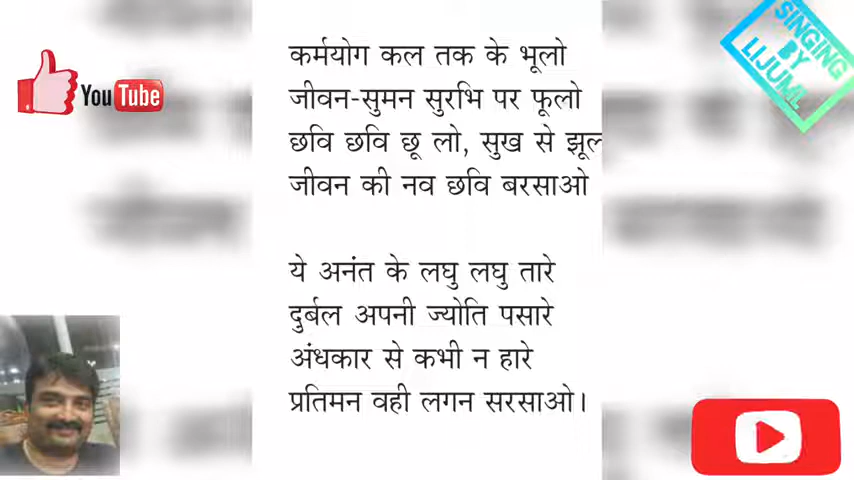 कर्मयोग कल तक के भूलो
जीवन-सुमन सुरभि पर फूलो
छवि छवि छू लो, सुख से झूल
जीवन की नव छवि बरसाओ
ये अनंत के लघु लघु तारे
दुर्बल अपनी ज्योति पसारे
अंधकार से कभी न हारे
प्रतिमन वही लगन सरसाओ।
YouTube
SINGING
BY
LIJUML